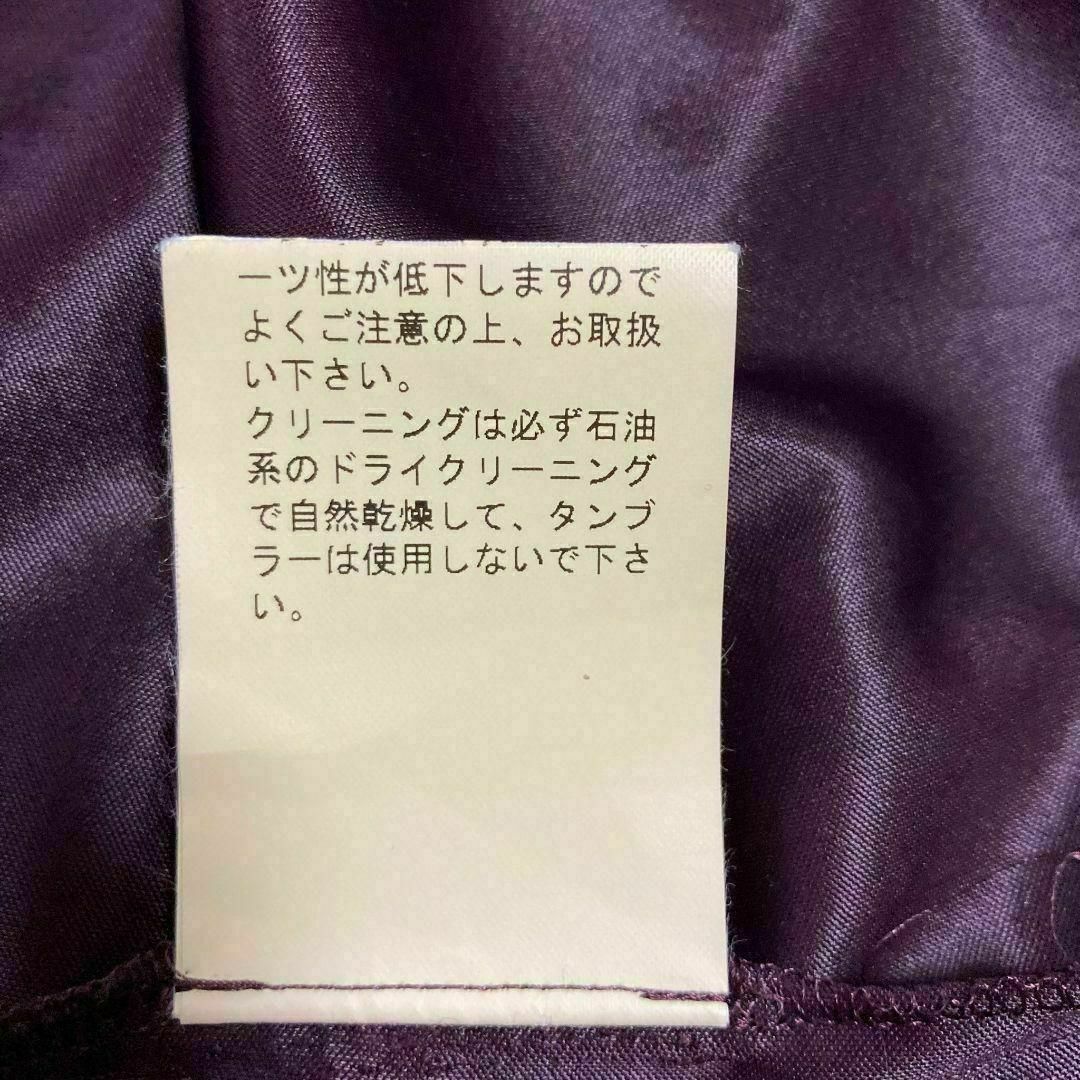 ーツ性が低下しますので
よくご注意の上、お取扱
い下さい。
クリーニングは必ず石油
系のドライクリーニング
で自然乾燥して、タンブ
ラーは使用しないで下さ
い。